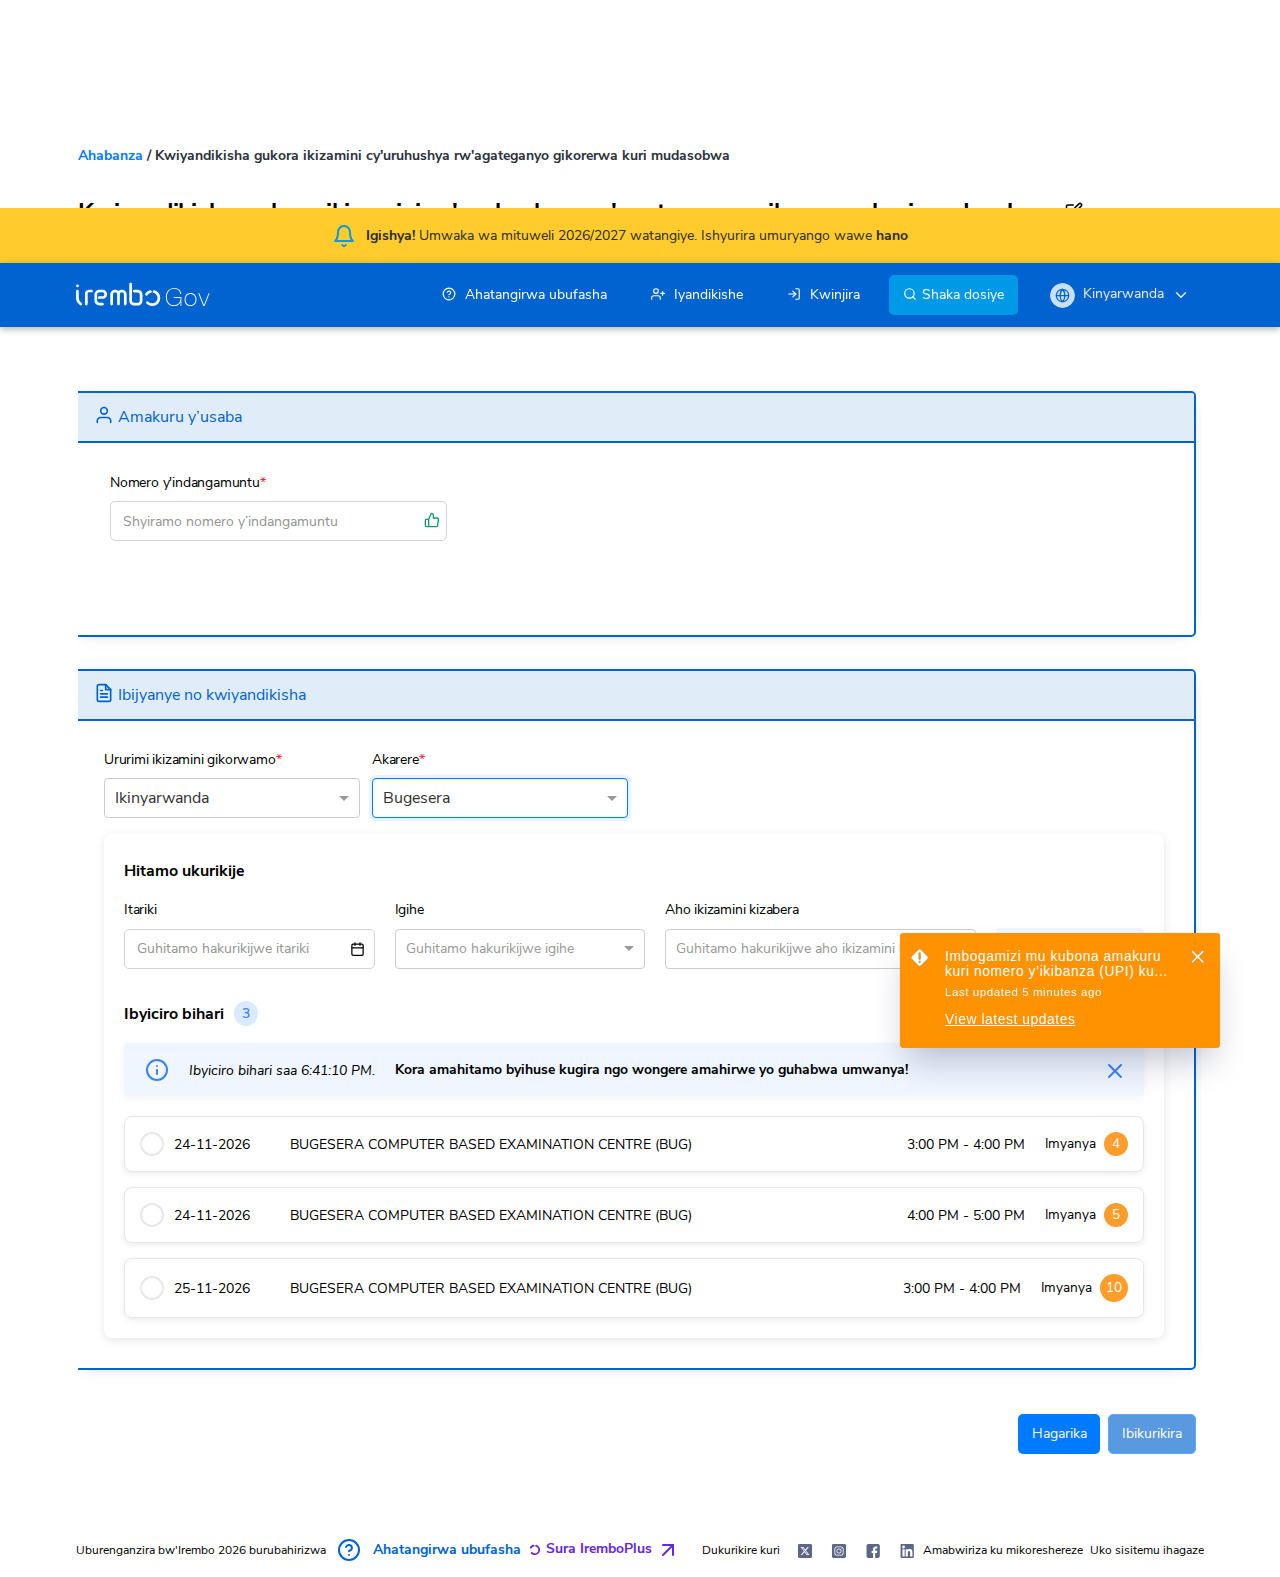 Ahabanza / Kwiyandikisha gukora ikizamini cy'uruhushya rw'agateganyo gikorerwa kuri mudasobwa
Igishya! Umwaka wa mituweli 2026/2027 watangiye. Ishyurira umuryango wawe hano
irembo Gov
Ahatangirwa ubufasha
Iyandikishe
Kwinjira
Shaka dosiye
Kinyarwanda
Amakuru y’usaba
Nomero y'indangamuntu*
Shyiramo nomero y’indangamuntu
Ibijyanye no kwiyandikisha
Ururimi ikizamini gikorwamo* Akarere*
Ikinyarwanda Bugesera
Hitamo ukurikije
Itariki Igihe Aho ikizamini kizabera
Guhitamo hakurikijwe itariki Guhitamo hakurikijwe igihe Guhitamo hakurikijwe aho ikizamini
Imbogamizi mu kubona amakuru
kuri nomero y’ikibanza (UPI) ku...
Last updated 5 minutes ago
View latest updates
Ibyiciro bihari 3
Ibyiciro bihari saa 6:41:10 PM. Kora amahitamo byihuse kugira ngo wongere amahirwe yo guhabwa umwanya!
24-11-2026 BUGESERA COMPUTER BASED EXAMINATION CENTRE (BUG) 3:00 PM - 4:00 PM Imyanya 4
24-11-2026 BUGESERA COMPUTER BASED EXAMINATION CENTRE (BUG) 4:00 PM - 5:00 PM Imyanya 5
25-11-2026 BUGESERA COMPUTER BASED EXAMINATION CENTRE (BUG) 3:00 PM - 4:00 PM Imyanya 10
Hagarika Ibikurikira
Uburenganzira bw'Irembo 2026 burubahirizwa Ahatangirwa ubufasha Sura IremboPlus Dukurikire kuri Amabwiriza ku mikoreshereze Uko sisitemu ihagaze